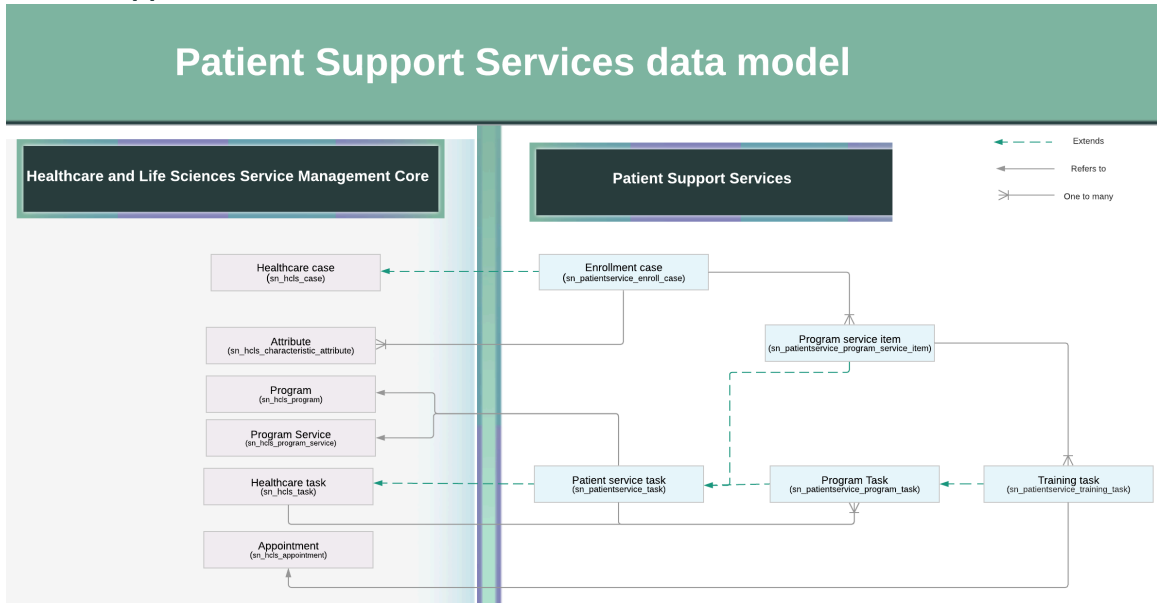 Patient Support Services data model
Healthcare and Life Sciences Service Management Core
Patient Support Services
Extends
Refers to
One to many
Healthcare case
(sn_hcls_case)
Enrollment case
(sn_patientservice_enroll_case)
Attribute
(sn_hcls_characteristic_attribute)
Program service item
(sn_patientservice_program_service_item)
Program
(sn_hcls_program)
Program Service
(sn_hcls_program_service)
Healthcare task
(sn_hcls_task)
Patient service task
(sn_patientservice_task)
Program Task
(sn_patientservice_program_task)
Training task
(sn_patientservice_training_task)
Appointment
(sn_hcls_appointment)